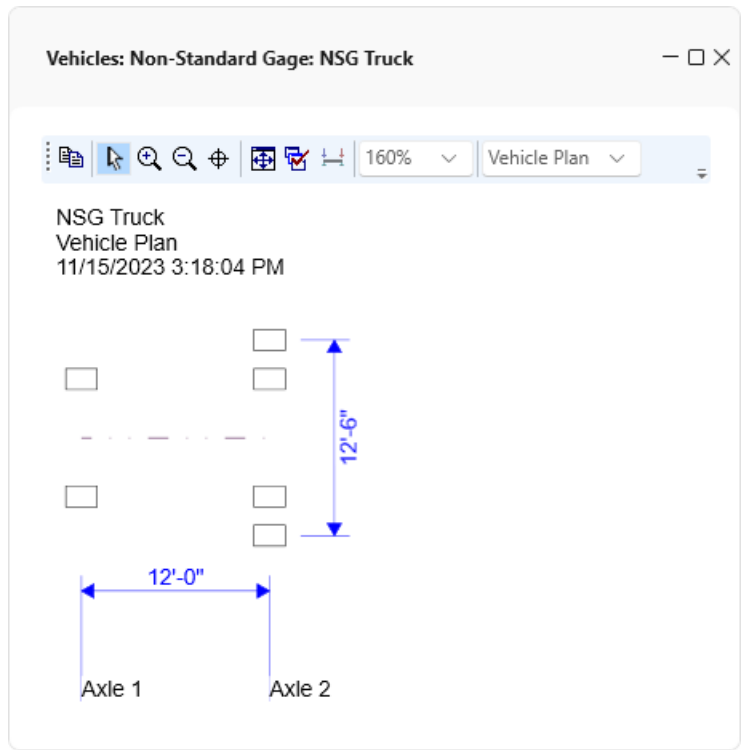 Vehicles: Non-Standard Gage: NSG Truck
160% Vehicle Plan
NSG Truck
Vehicle Plan
11/15/2023 3:18:04 PM
12'-6"
12'-0"
Axle 1 Axle 2